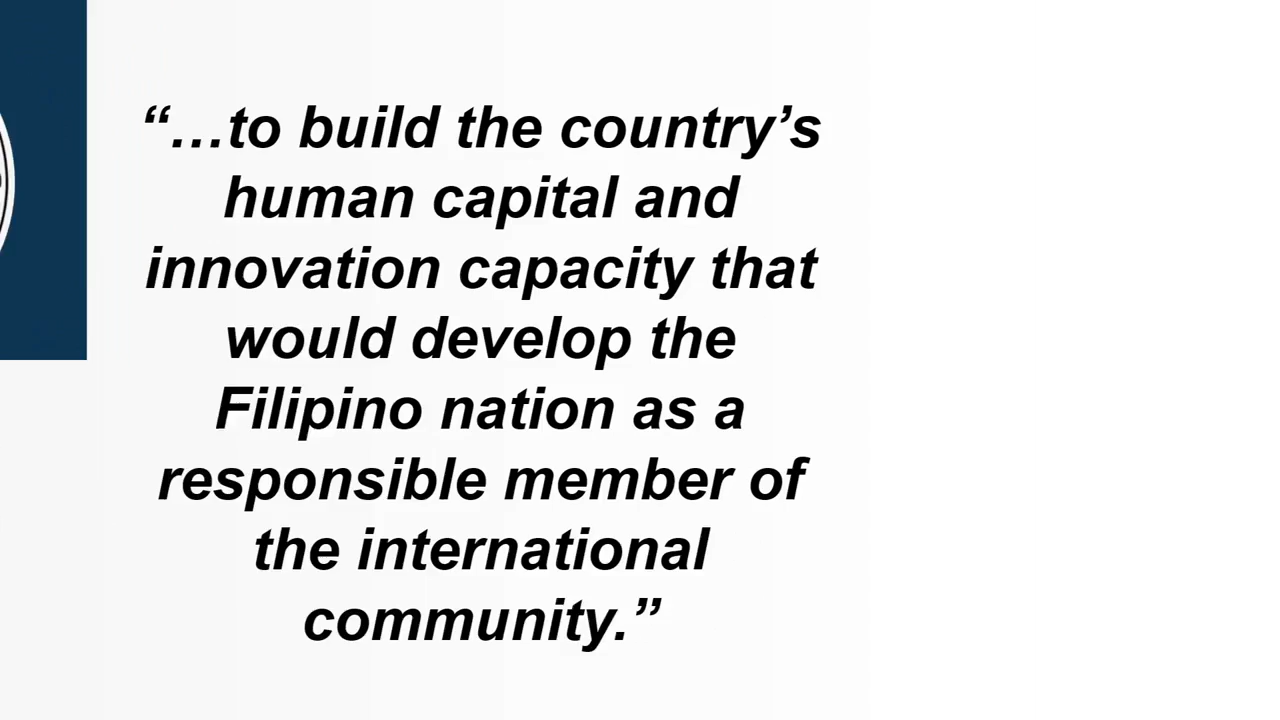 “…to build the country’s
human capital and
innovation capacity that
would develop the
Filipino nation as a
responsible member of
the international
community.”